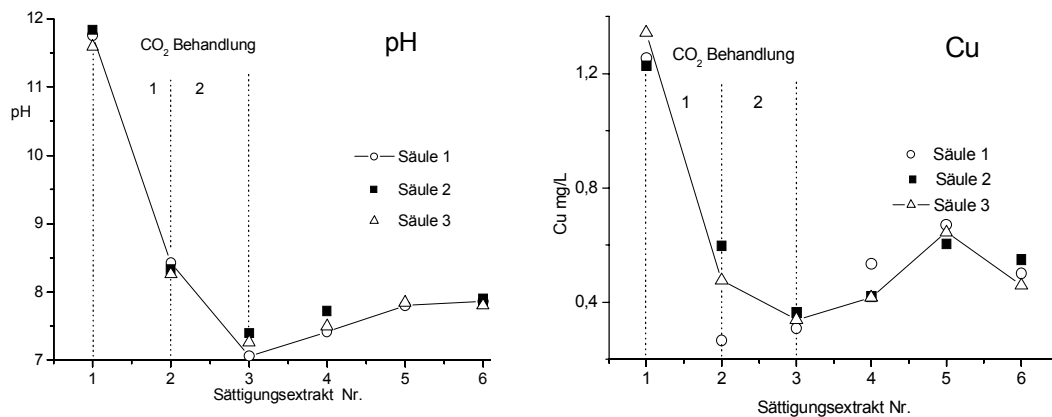 12
11
10
9
8
7
pH
pH
CO2 Behandlung
1 2
Säule 1
Säule 2
Säule 3
1 2 3 4 5 6
Sättigungsextrakt Nr.
1,2
0,8
0,4
Cu mg/L
Cu
CO2 Behandlung
1 2
Säule 1
Säule 2
Säule 3
1 2 3 4 5 6
Sättigungsextrakt Nr.